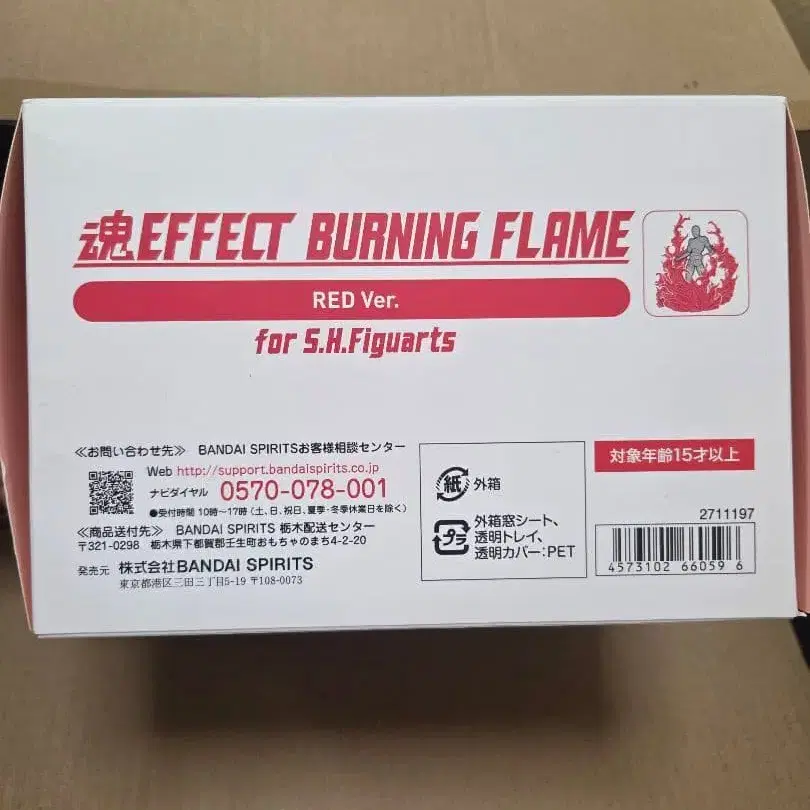 魂EFFECT BURNING FLAME
RED Ver.
for S.H.Figuarts
≪お問い合わせ先≫ BANDAI SPIRITSお客様相談センター
Web http://support.bandaispirits.co.jp
ナビダイヤル 0570-078-001
●受付時間 10時〜17時(土、日、祝日、夏季・冬季休業日を除く)
≪商品送付先≫ BANDAI SPIRITS 栃木配送センター
〒321-0298 栃木県下都賀郡壬生町おもちゃのまち4-2-20
発売元 株式会社BANDAI SPIRITS
東京都港区三田三丁目5-19 〒108-0073
紙 外箱
プラ 外箱窓シート、
透明トレイ、
透明カバー:PET
対象年齢15才以上
2711197
4573102 66059 6